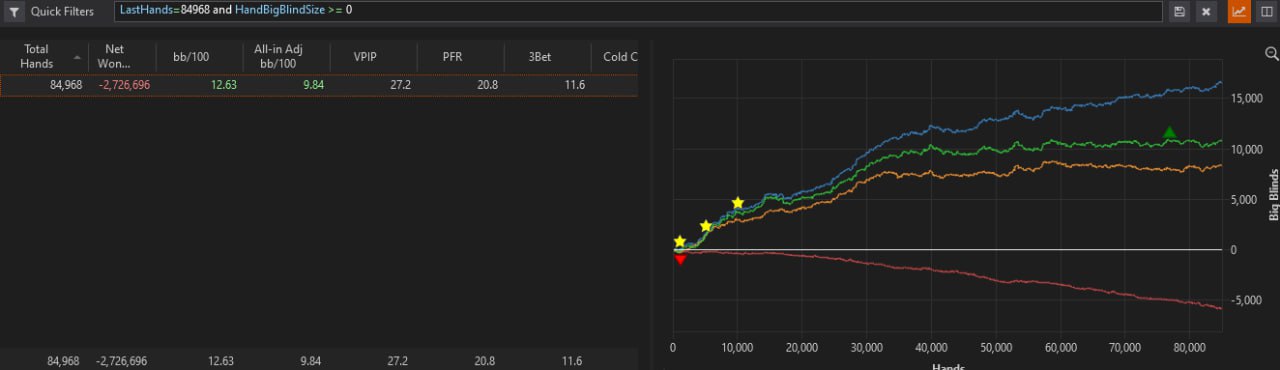 Quick Filters LastHands=84968 and HandBigBlindSize >= 0
Total Hands Net Won... bb/100 All-in Adj bb/100 VPIP PFR 3Bet Cold C
84,968 -2,726,696 12.63 9.84 27.2 20.8 11.6
15,000
10,000
5,000
0
-5,000
Big Blinds
0 10,000 20,000 30,000 40,000 50,000 60,000 70,000 80,000
Hands
84,968 -2,726,696 12.63 9.84 27.2 20.8 11.6